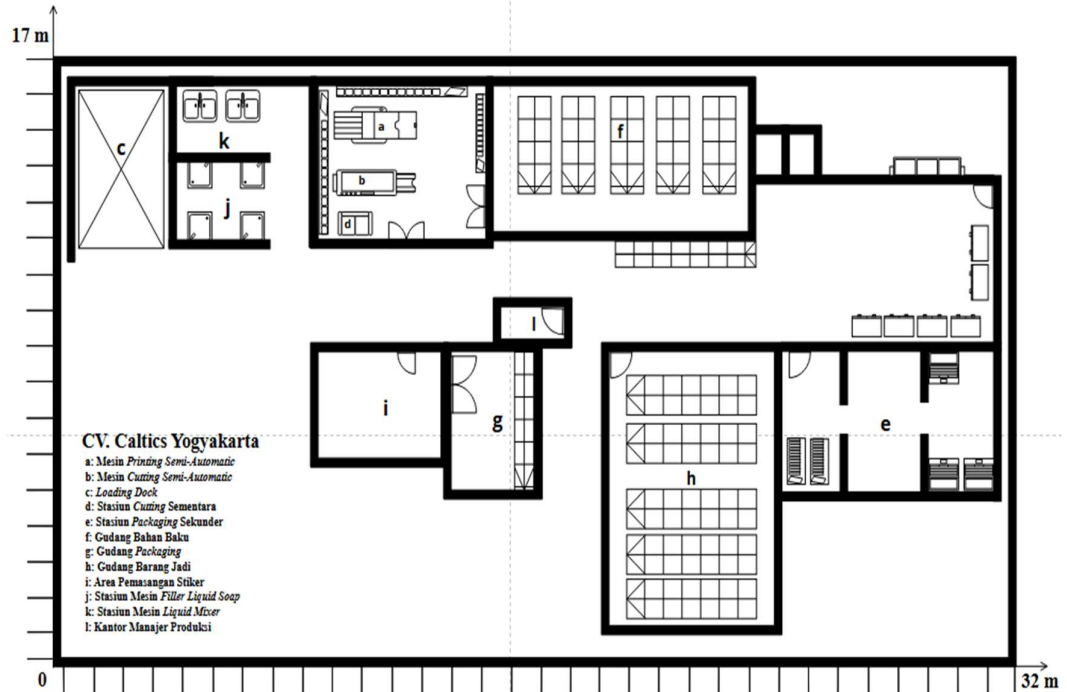 17 m
c
k
j
a
b
d
f
l
i
g
h
e
CV. Caltics Yogyakarta
a: Mesin Printing Semi-Automatic
b: Mesin Cutting Semi-Automatic
c: Loading Dock
d: Stasiun Cutting Sementara
e: Stasiun Packaging Sekunder
f: Gudang Bahan Baku
g: Gudang Packaging
h: Gudang Barang Jadi
i: Area Pemasangan Stiker
j: Stasiun Mesin Filler Liquid Soap
k: Stasiun Mesin Liquid Mixer
l: Kantor Manajer Produksi
0
32 m